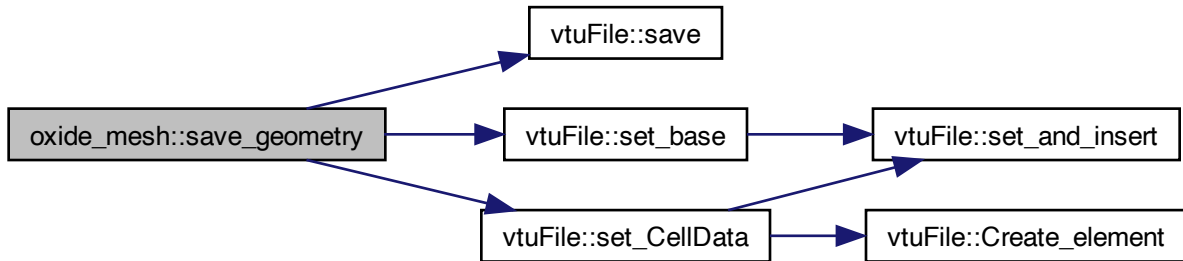 vtuFile::save
oxide_mesh::save_geometry
vtuFile::set_base
vtuFile::set_and_insert
vtuFile::set_CellData
vtuFile::Create_element